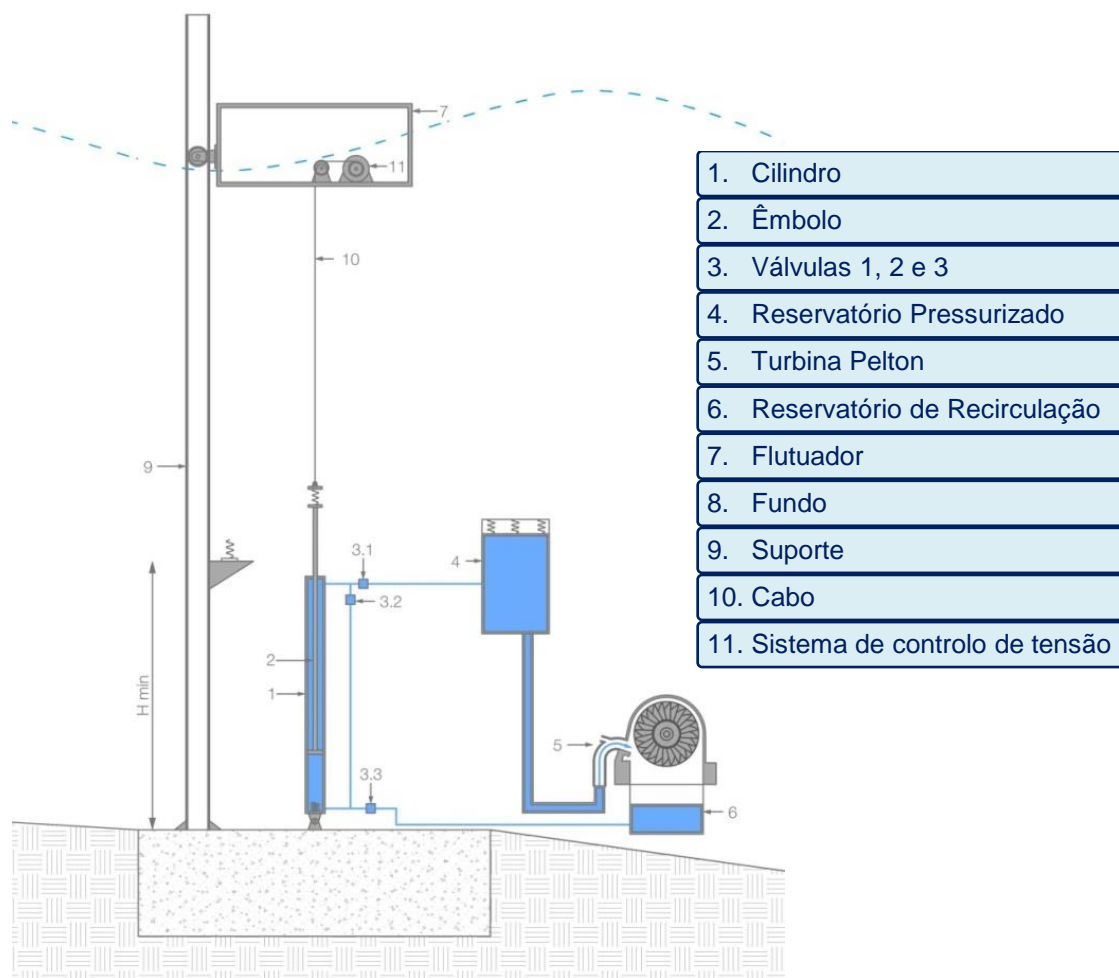 7
11
10
9
3.1
4
3.2
H min
2
1
5
3.3
6
1. Cilindro
2. Êmbolo
3. Válvulas 1, 2 e 3
4. Reservatório Pressurizado
5. Turbina Pelton
6. Reservatório de Recirculação
7. Flutuador
8. Fundo
9. Suporte
10. Cabo
11. Sistema de controlo de tensão